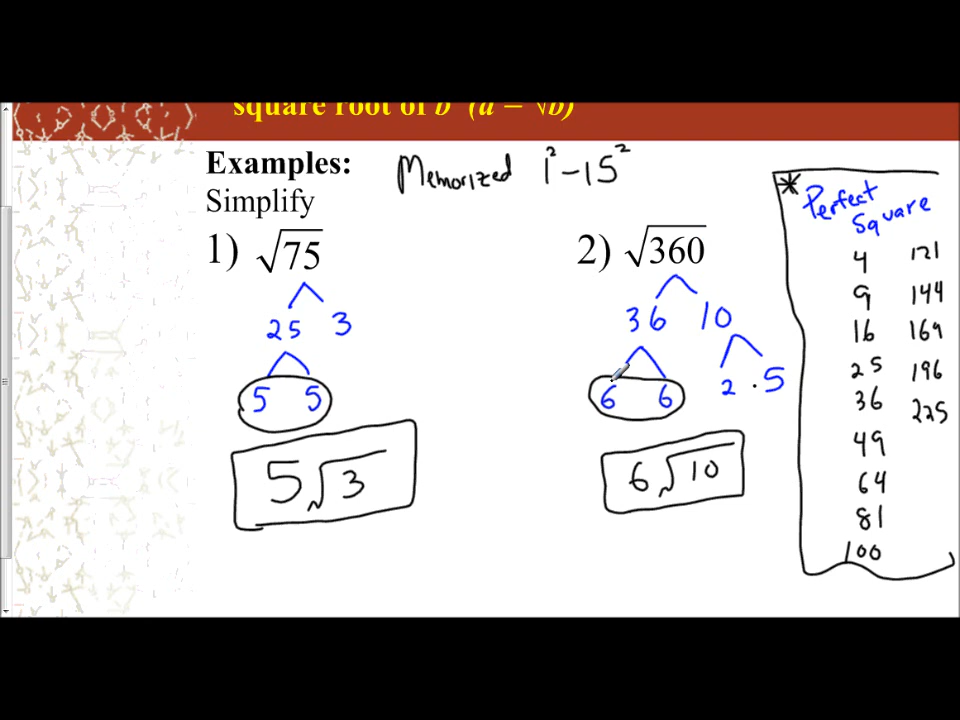 square root of b (a = √b)
Examples: Memorized 1² - 15²
Simplify
1) √75
25 3
5 5
5√3
2) √360
36 10
6 6 2 · 5
6√10
* Perfect
Square
4 121
9 144
16 169
25 196
36 225
49
64
81
100